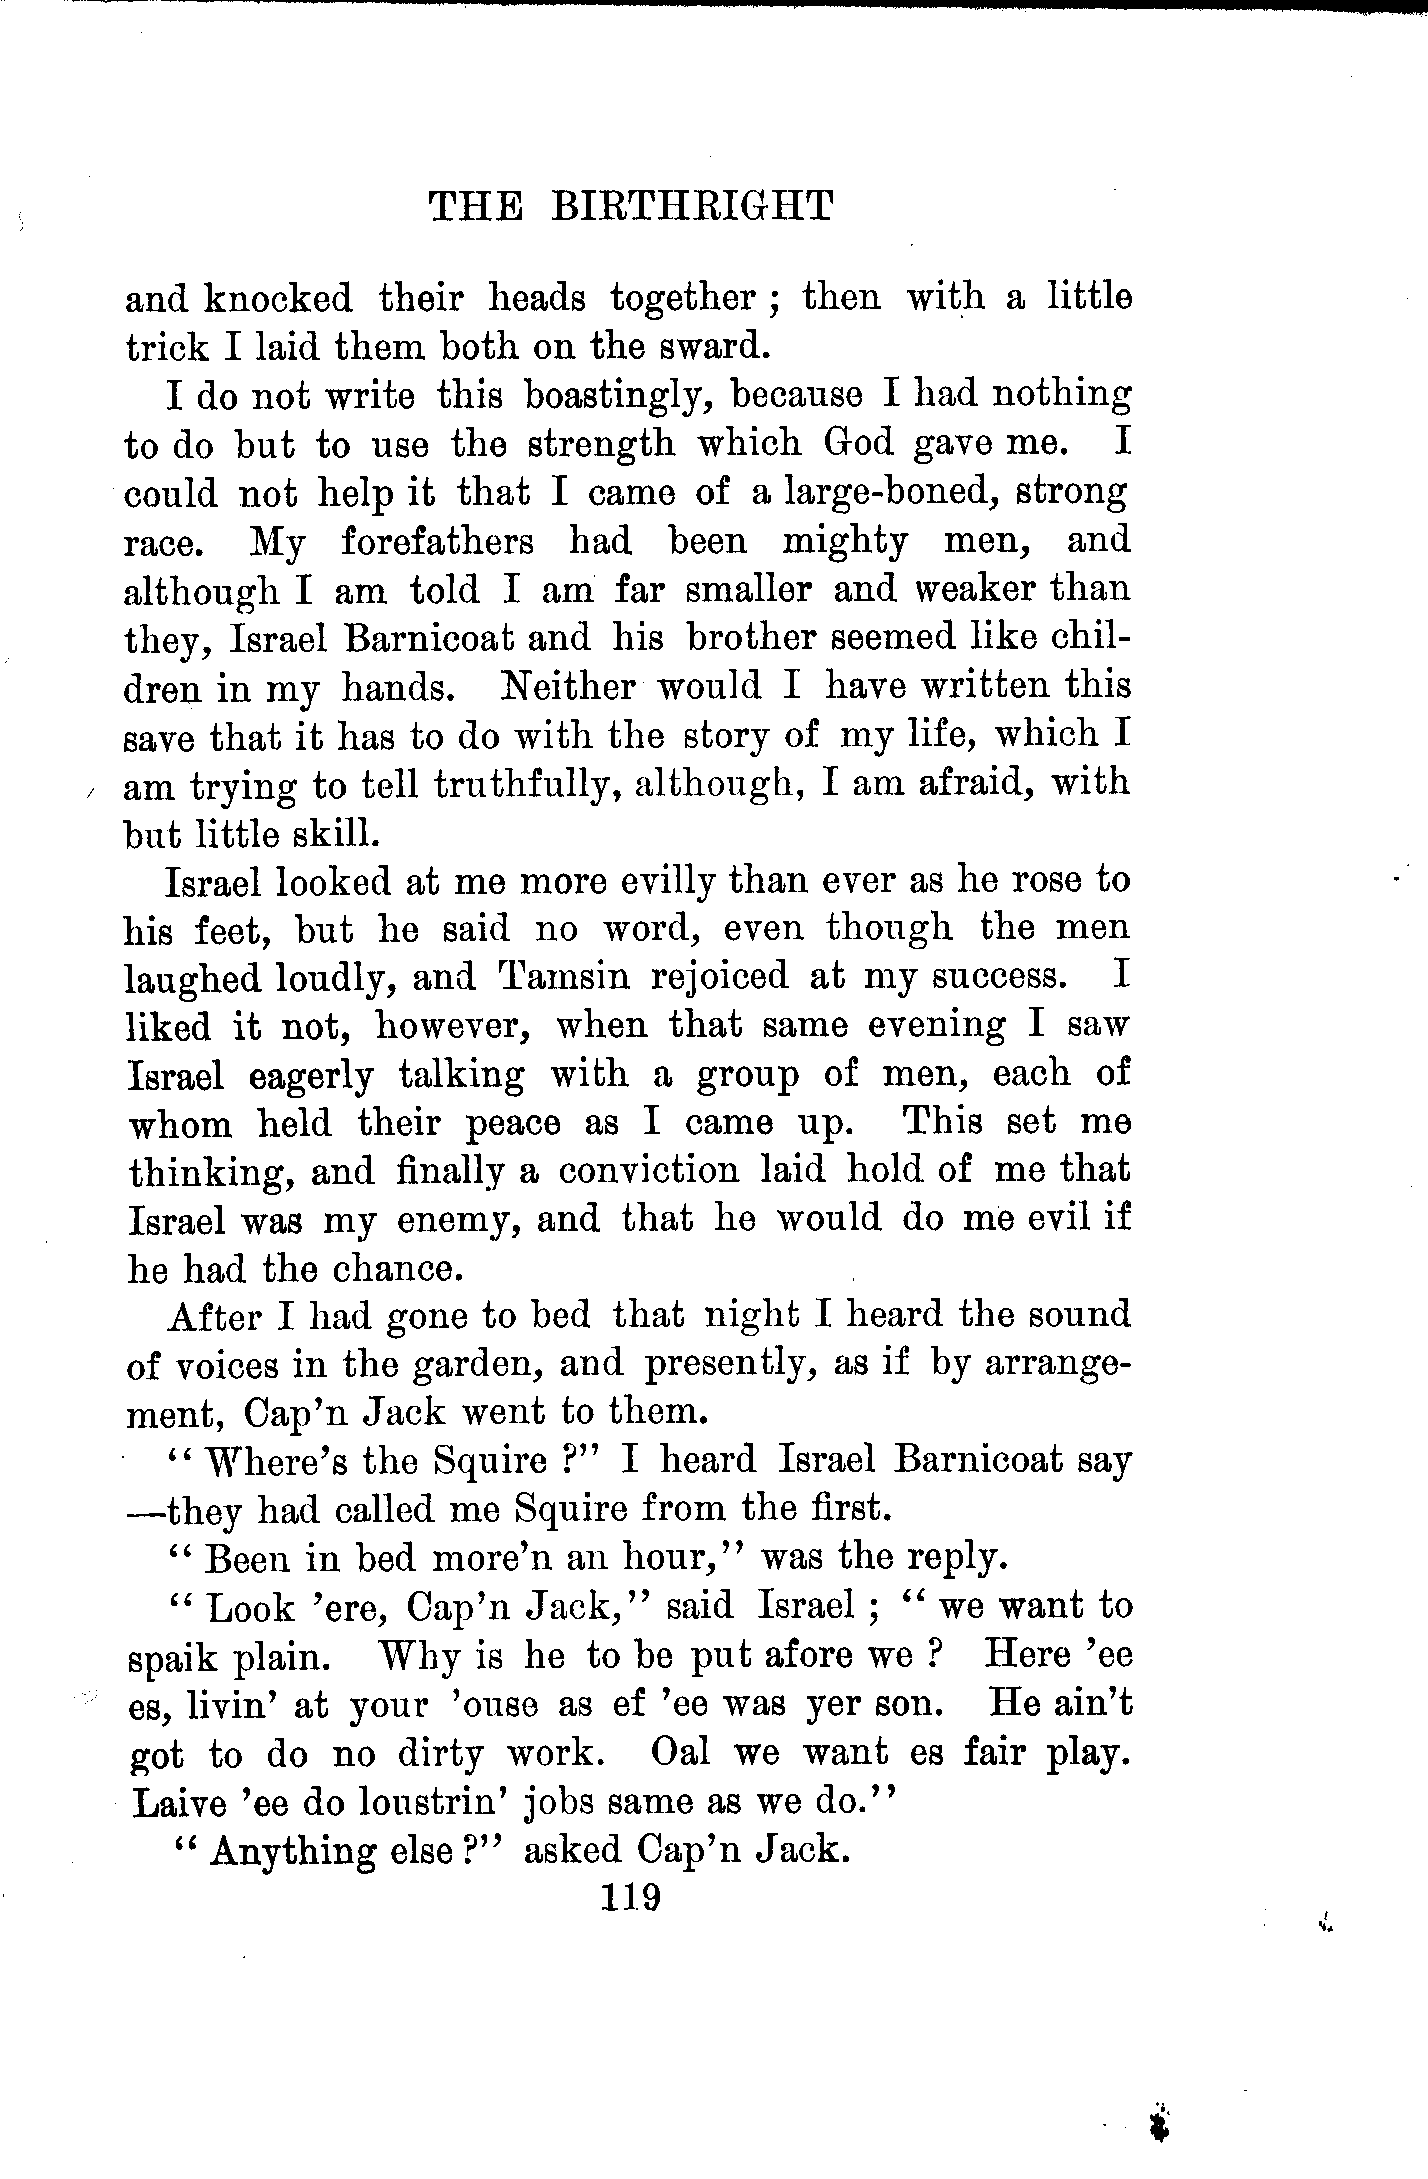 THE BIRTHRIGHT
and knocked their heads together ; then with a little
trick I laid them both on the sward.
I do not write this boastingly, because I had nothing
to do but to use the strength which God gave me. I
could not help it that I came of a large-boned, strong
race. My forefathers had been mighty men, and
although I am told I am far smaller and weaker than
they, Israel Barnicoat and his brother seemed like chil-
dren in my hands. Neither would I have written this
save that it has to do with the story of my life, which I
am trying to tell truthfully, although, I am afraid, with
but little skill.
Israel looked at me more evilly than ever as he rose to
his feet, but he said no word, even though the men
laughed loudly, and Tamsin rejoiced at my success. I
liked it not, however, when that same evening I saw
Israel eagerly talking with a group of men, each of
whom held their peace as I came up. This set me
thinking, and finally a conviction laid hold of me that
Israel was my enemy, and that he would do me evil if
he had the chance.
After I had gone to bed that night I heard the sound
of voices in the garden, and presently, as if by arrange-
ment, Cap'n Jack went to them.
“ Where's the Squire ?” I heard Israel Barnicoat say
—they had called me Squire from the first.
“ Been in bed more'n an hour,” was the reply.
“ Look 'ere, Cap'n Jack,” said Israel ; “ we want to
spaik plain. Why is he to be put afore we ? Here 'ee
es, livin' at your 'ouse as ef 'ee was yer son. He ain't
got to do no dirty work. Oal we want es fair play.
Laive 'ee do loustrin' jobs same as we do.”
“ Anything else ?” asked Cap'n Jack.
119